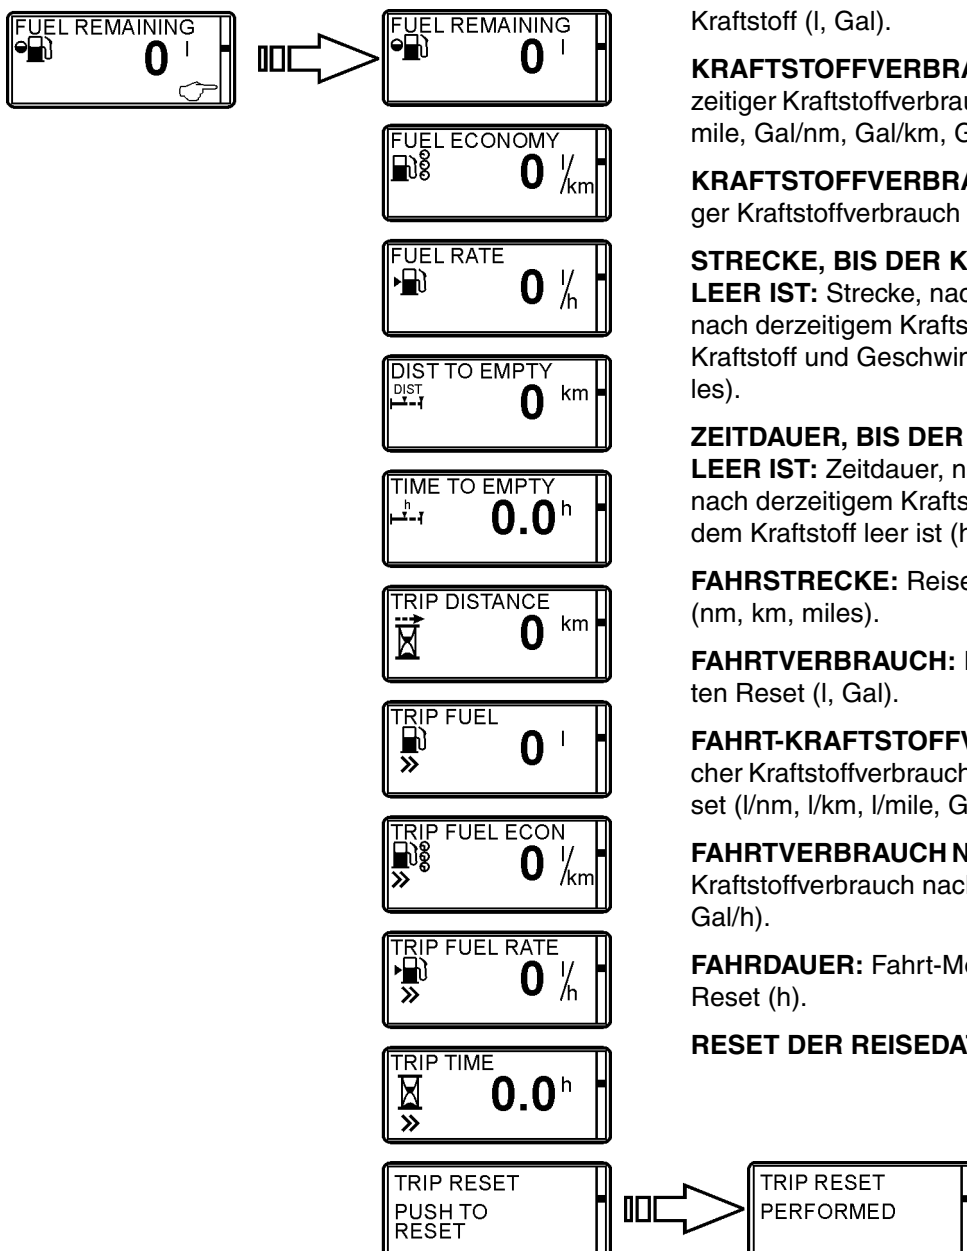 FUEL REMAINING
0 l
FUEL REMAINING
0 l
FUEL ECONOMY
0 l/km
FUEL RATE
0 l/h
DIST TO EMPTY
DIST
0 km
TIME TO EMPTY
h
0.0 h
TRIP DISTANCE
0 km
TRIP FUEL
0 l
TRIP FUEL ECON
0 l/km
TRIP FUEL RATE
0 l/h
TRIP TIME
0.0 h
TRIP RESET
PUSH TO
RESET
TRIP RESET
PERFORMED
Kraftstoff (l, Gal).
KRAFTSTOFFVERBRA
zeitiger Kraftstoffverbrau
mile, Gal/nm, Gal/km, G
KRAFTSTOFFVERBRA
ger Kraftstoffverbrauch
STRECKE, BIS DER K
LEER IST: Strecke, nac
nach derzeitigem Krafts
Kraftstoff und Geschwin
les).
ZEITDAUER, BIS DER
LEER IST: Zeitdauer, n
nach derzeitigem Krafts
dem Kraftstoff leer ist (h
FAHRSTRECKE: Reise
(nm, km, miles).
FAHRTVERBRAUCH:
ten Reset (l, Gal).
FAHRT-KRAFTSTOFFV
cher Kraftstoffverbrauch
set (l/nm, l/km, l/mile, G
FAHRTVERBRAUCH N
Kraftstoffverbrauch nach
Gal/h).
FAHRDAUER: Fahrt-Mo
Reset (h).
RESET DER REISEDAT